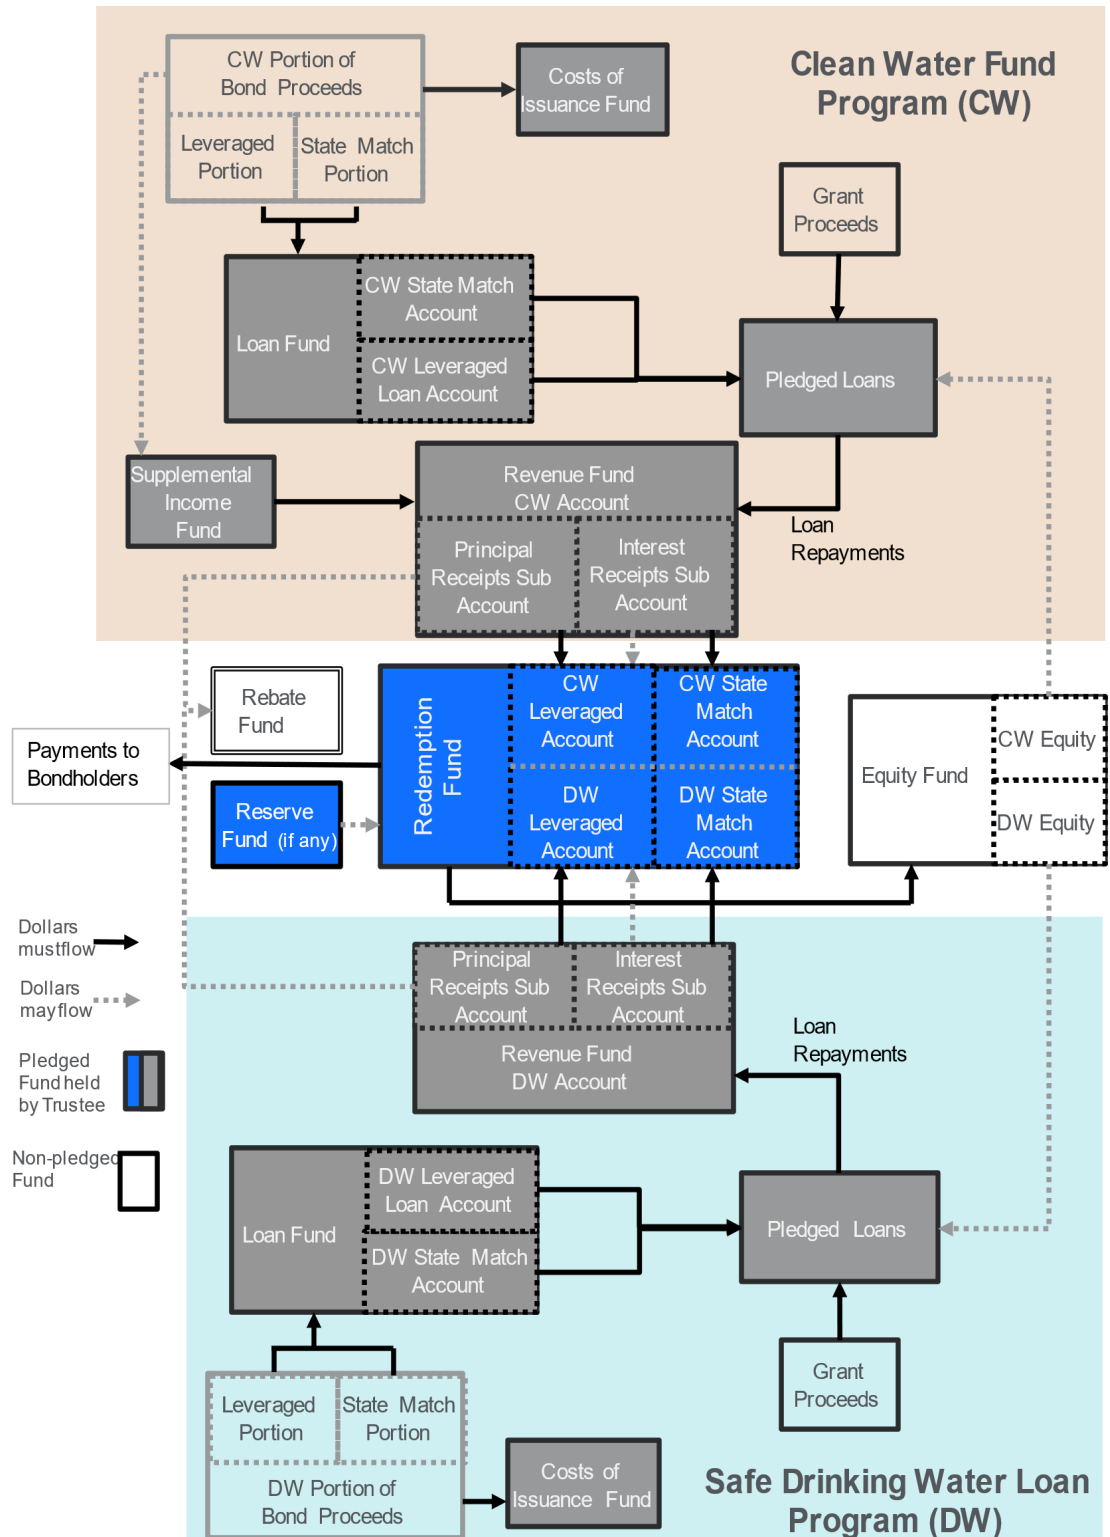 CW Portion of
Bond Proceeds
Leveraged
Portion
State Match
Portion
Costs of
Issuance Fund
Clean Water Fund
Program (CW)
Grant
Proceeds
Loan Fund
CW State Match
Account
CW Leveraged
Loan Account
Pledged Loans
Supplemental
Income
Fund
Revenue Fund
CW Account
Principal
Receipts Sub
Account
Interest
Receipts Sub
Account
Loan
Repayments
Rebate
Fund
Payments to
Bondholders
Reserve
Fund (if any)
Redemption
Fund
CW
Leveraged
Account
CW State
Match
Account
DW
Leveraged
Account
DW State
Match
Account
Equity Fund
CW Equity
DW Equity
Dollars
mustflow
Dollars
mayflow
Pledged
Fund held
by Trustee
Non-pledged
Fund
Principal
Receipts Sub
Account
Interest
Receipts Sub
Account
Revenue Fund
DW Account
Loan
Repayments
Loan Fund
DW Leveraged
Loan Account
DW State Match
Account
Pledged Loans
Grant
Proceeds
Leveraged
Portion
State Match
Portion
DW Portion of
Bond Proceeds
Costs of
Issuance Fund
Safe Drinking Water Loan
Program (DW)